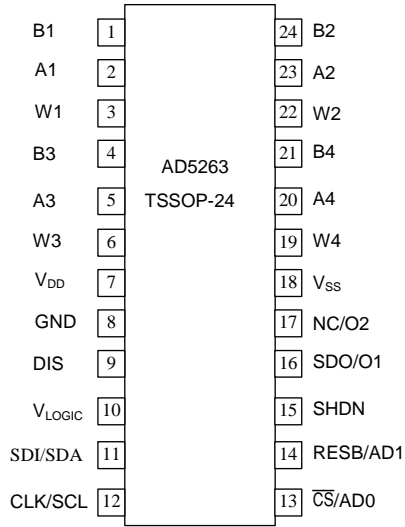 B1 1 24 B2
A1 2 23 A2
W1 3 22 W2
B3 4 21 B4
AD5263
A3 5 TSSOP-24 20 A4
W3 6 19 W4
VDD 7 18 VSS
GND 8 17 NC/O2
DIS 9 16 SDO/O1
VLOGIC 10 15 SHDN
SDI/SDA 11 14 RESB/AD1
CLK/SCL 12 13 C̅S̅/AD0